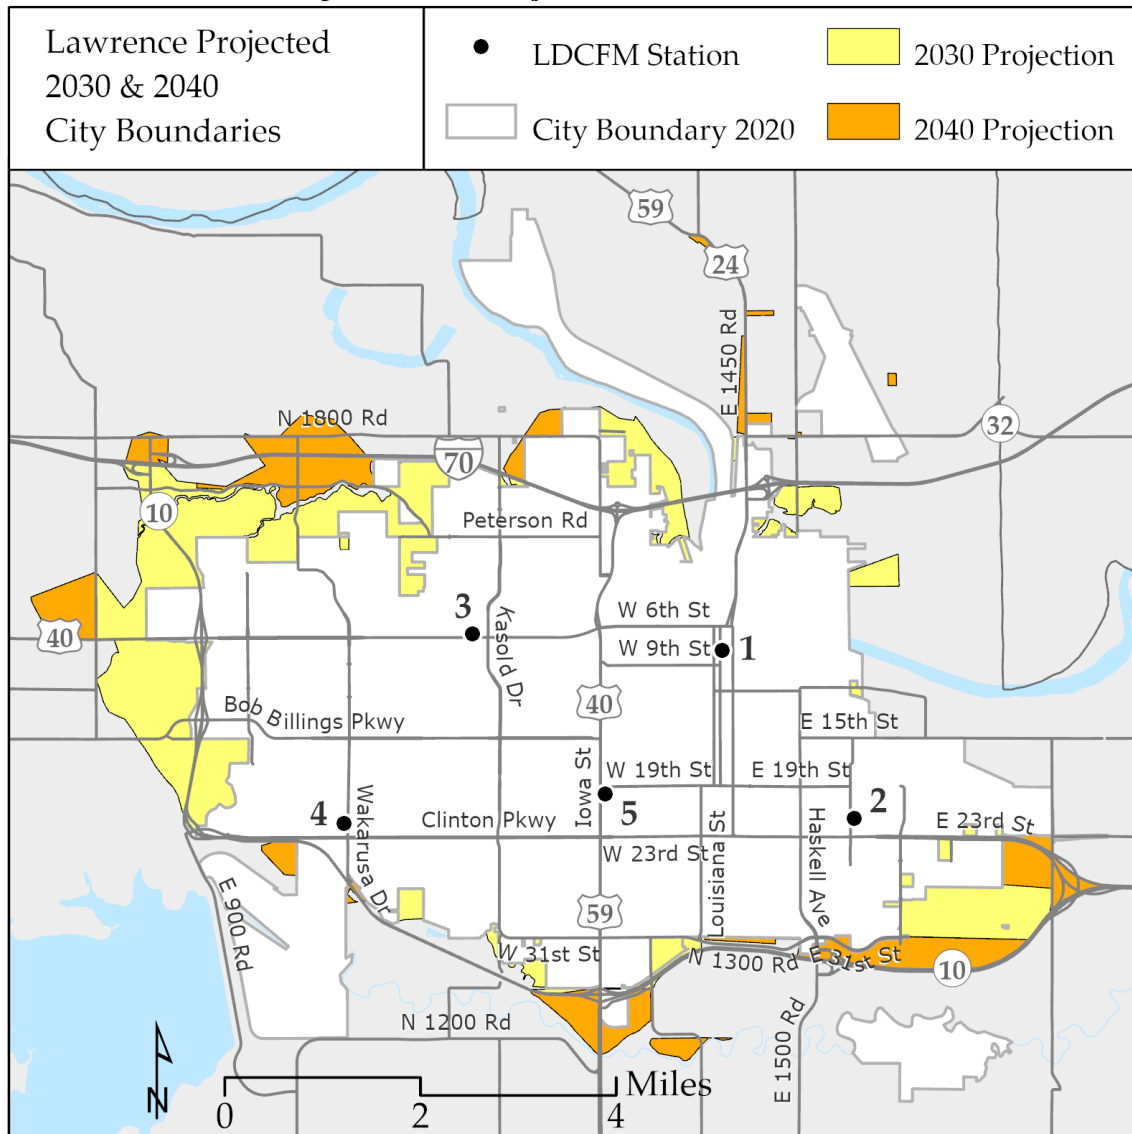 Lawrence Projected
2030 & 2040
City Boundaries
LDCFM Station
City Boundary 2020
2030 Projection
2040 Projection
59
24
E 1450 Rd
N 1800 Rd
32
70
10
Peterson Rd
3
Kasold Dr
W 6th St
40
W 9th St
1
40
Bob Billings Pkwy
E 15th St
Iowa St
W 19th St
E 19th St
4
Wakarusa Dr
Clinton Pkwy
5
Louisiana St
Haskell Ave
2
E 23rd St
W 23rd St
E 900 Rd
59
W 31st St
N 1300 Rd
E 31st St
10
N 1200 Rd
E 1500 Rd
N
Miles
0
2
4